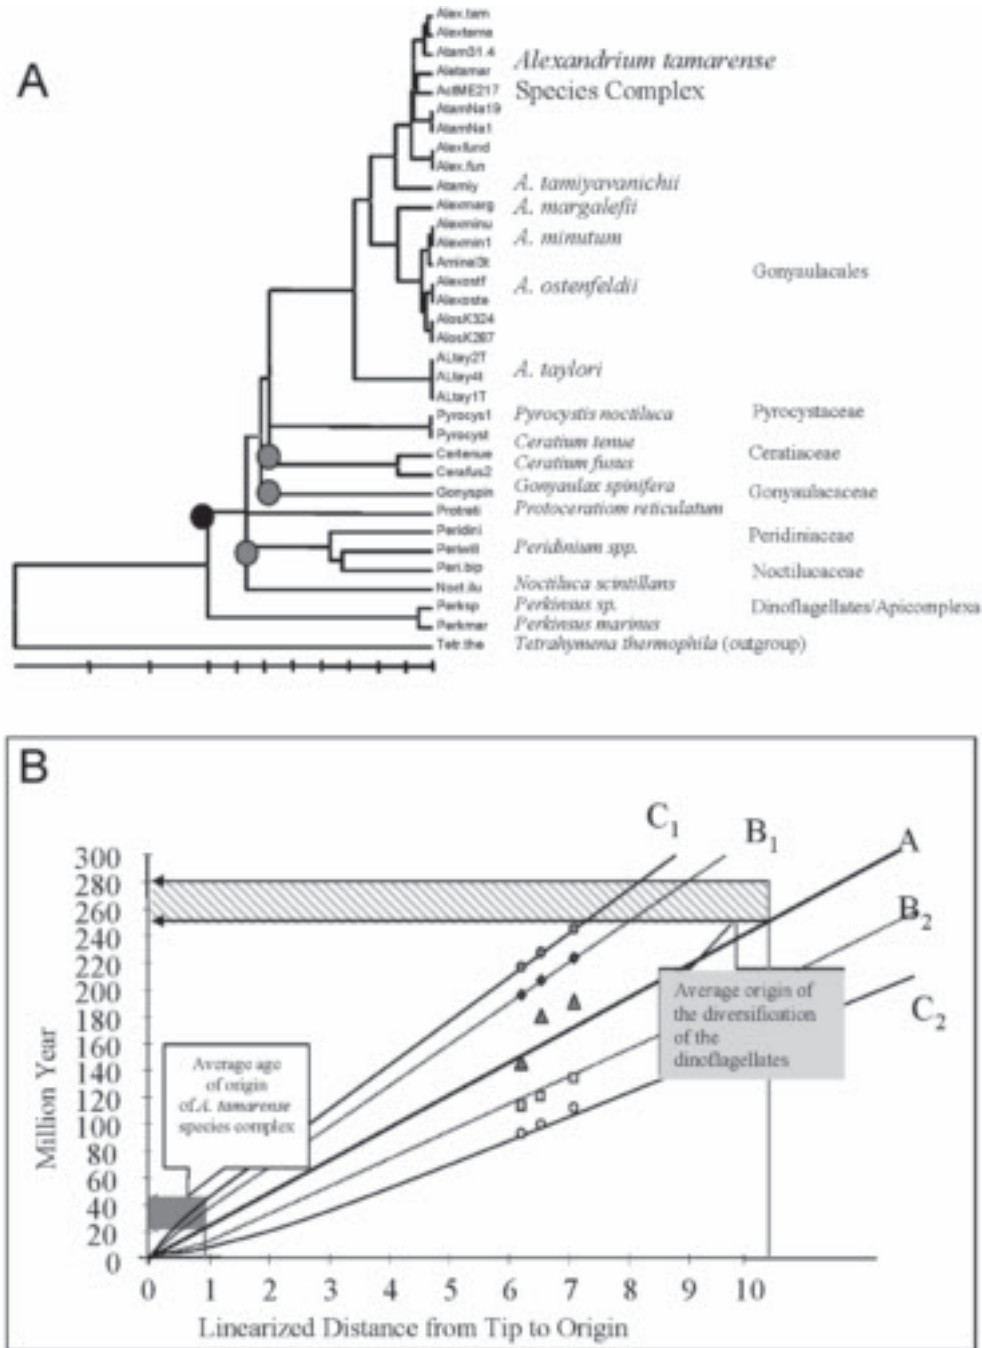 A
Alex.tam
Alextama
Atam31.4
Aletamar
ActME217
AtamNa19
AtamNa1
Alexfund
Alex.fun
Atamiy
Alexmarg
Alexminu
Alexmin1
Alexostf
Alexoste
AlosK324
AlosK287
ALtay2T
ALtay4t
ALtay1T
Pyrocys1
Pyrocyst
Certenue
Cerafus2
Gonyspin
Protreti
Peridini
Periwill
Peri.bip
Noct.ilu
Perksp
Perkmar
Tetr.the
Alexandrium tamarense
Species Complex
A. tamiyavanichii
A. margalefii
A. minutum
A. ostenfeldii
A. taylori
Pyrocystis noctiluca
Ceratium tenue
Ceratium fusus
Gonyaulax spinifera
Protoceratiom reticulatum
Peridinium spp.
Noctiluca scintillans
Perkinsus sp.
Perkinsus marinus
Tetrahymena thermophila (outgroup)
Gonyaulacales
Pyrocystaceae
Ceratiaceae
Gonyaulacaceae
Peridiniaceae
Noctilucaceae
Dinoflagellates/Apicomplexa
B
C1
B1
A
B2
C2
300
280
260
240
220
200
180
160
140
120
100
80
60
40
20
0
Million Year
Average age
of origin
of A. tamarense
species complex
Average origin of
the diversification
of the
dinoflagellates
0 1 2 3 4 5 6 7 8 9 10
Linearized Distance from Tip to Origin